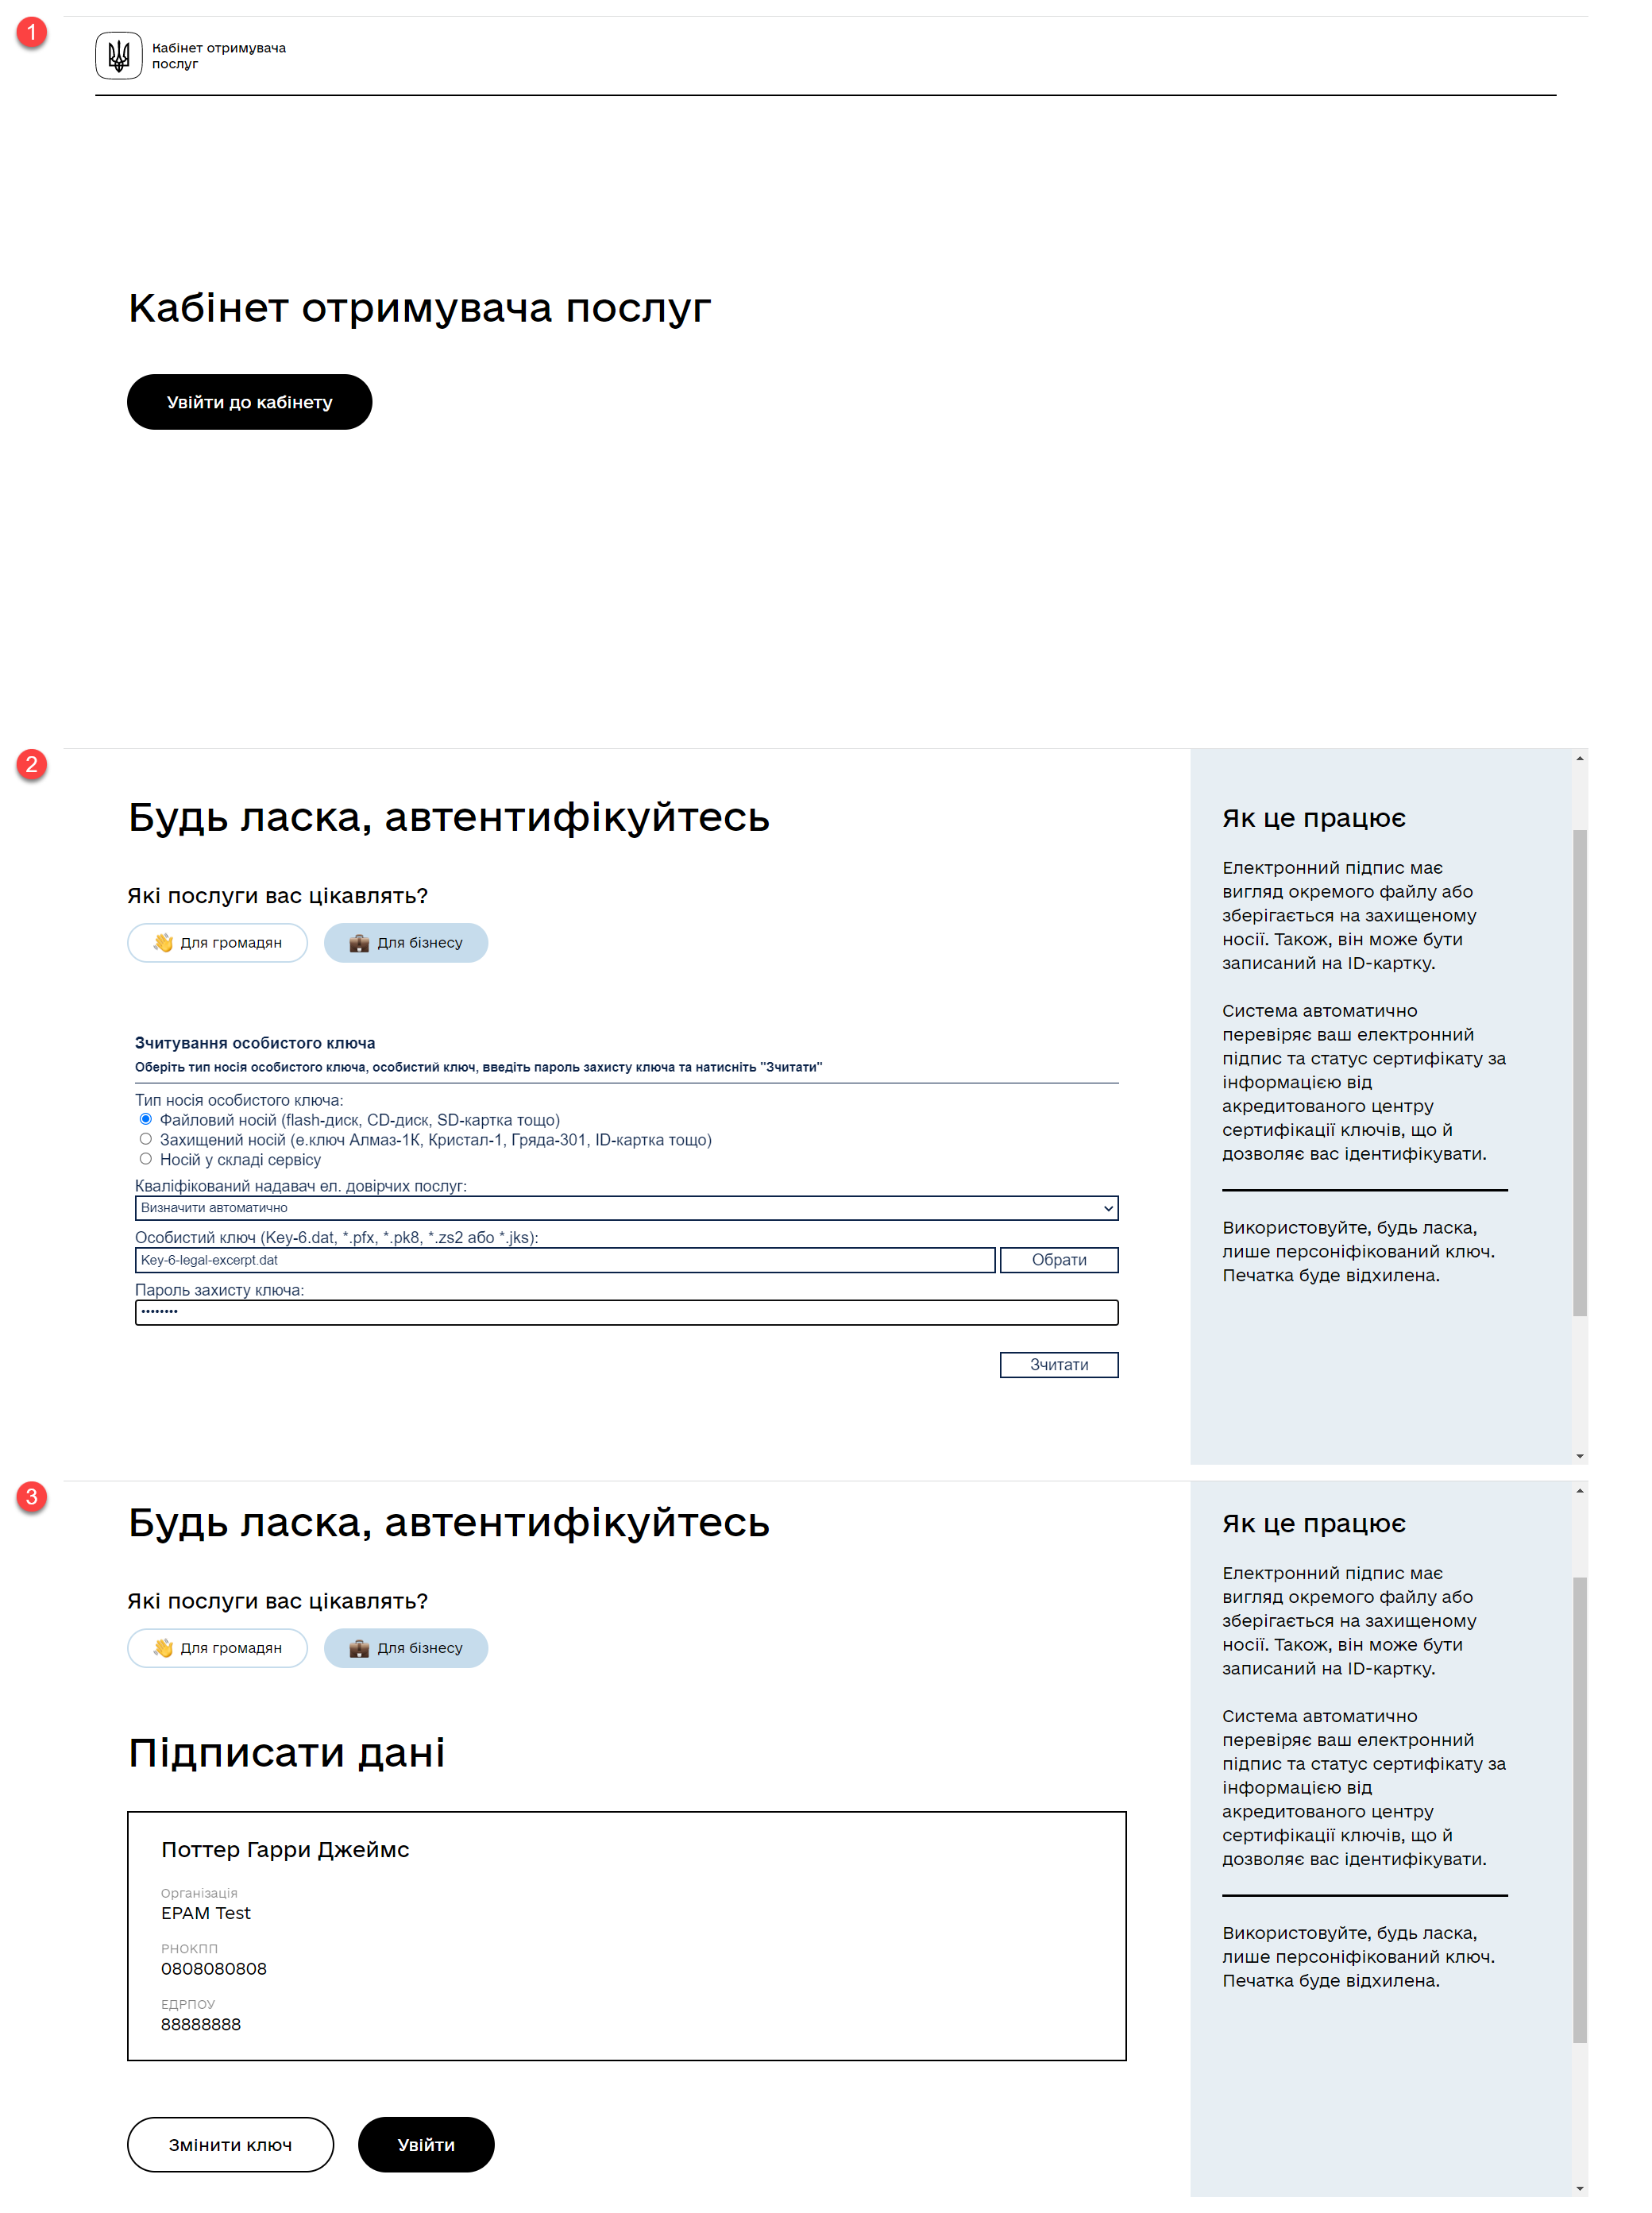 1
Кабінет отримувача
послуг
Кабінет отримувача послуг
Увійти до кабінету
2
Будь ласка, автентифікуйтесь
Які послуги вас цікавлять?
Для громадян
Для бізнесу
Зчитування особистого ключа
Оберіть тип носія особистого ключа, особистий ключ, введіть пароль захисту ключа та натисніть "Зчитати"
Тип носія особистого ключа:
Файловий носій (flash-диск, CD-диск, SD-картка тощо)
Захищений носій (е.ключ Алмаз-1К, Кристал-1, Гряда-301, ID-картка тощо)
Носій у складі сервісу
Кваліфікований надавач ел. довірчих послуг:
Визначити автоматично
Особистий ключ (Key-6.dat, *.pfx, *.pk8, *.zs2 або *.jks):
Key-6-legal-excerpt.dat
Обрати
Пароль захисту ключа:
••••••••
Зчитати
Як це працює
Електронний підпис має
вигляд окремого файлу або
зберігається на захищеному
носії. Також, він може бути
записаний на ID-картку.
Система автоматично
перевіряє ваш електронний
підпис та статус сертифікату за
інформацією від
акредитованого центру
сертифікації ключів, що й
дозволяє вас ідентифікувати.
Використовуйте, будь ласка,
лише персоніфікований ключ.
Печатка буде відхилена.
3
Будь ласка, автентифікуйтесь
Які послуги вас цікавлять?
Для громадян
Для бізнесу
Підписати дані
Поттер Гарри Джеймс
Організація
EPAM Test
РНОКПП
0808080808
ЕДРПОУ
88888888
Змінити ключ
Увійти
Як це працює
Електронний підпис має
вигляд окремого файлу або
зберігається на захищеному
носії. Також, він може бути
записаний на ID-картку.
Система автоматично
перевіряє ваш електронний
підпис та статус сертифікату за
інформацією від
акредитованого центру
сертифікації ключів, що й
дозволяє вас ідентифікувати.
Використовуйте, будь ласка,
лише персоніфікований ключ.
Печатка буде відхилена.